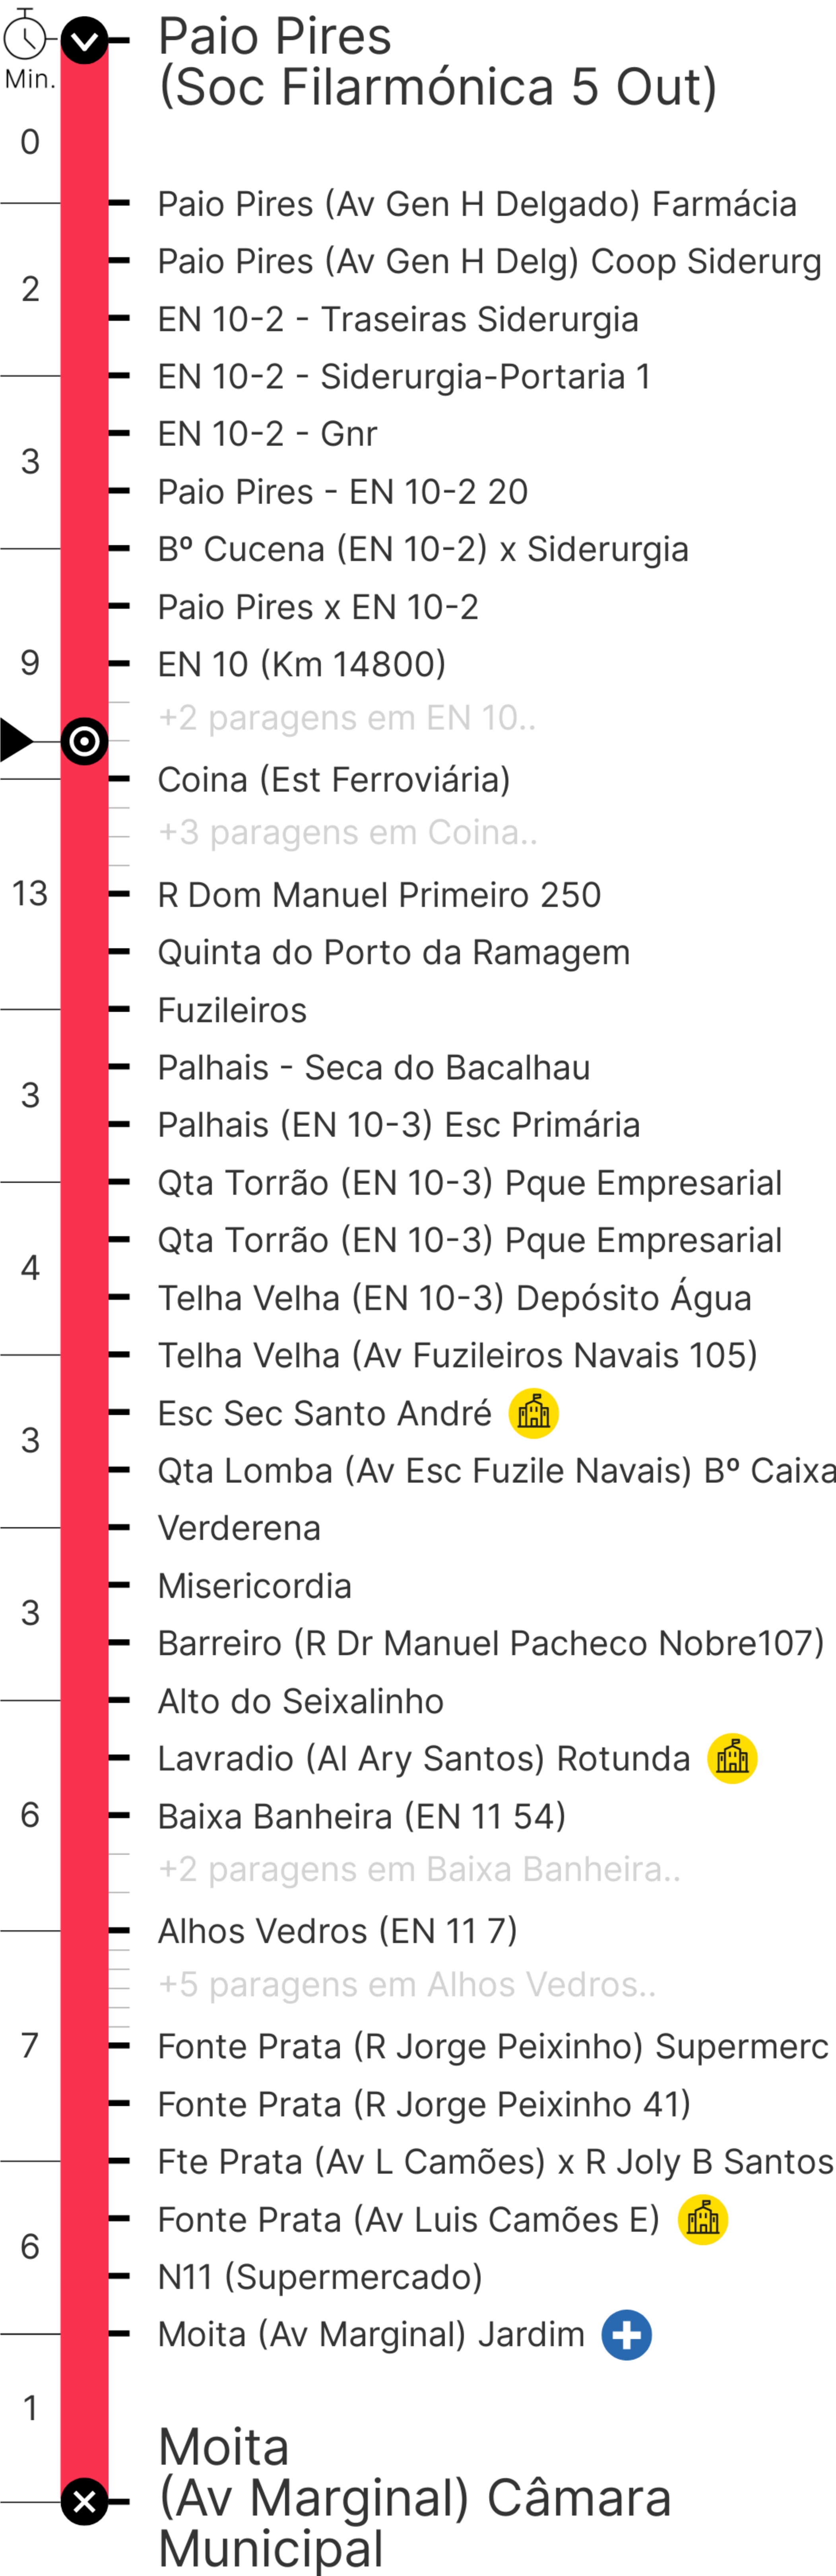 Paio Pires
(Soc Filarmónica 5 Out)
Min.
0
Paio Pires (Av Gen H Delgado) Farmácia
Paio Pires (Av Gen H Delg) Coop Siderurg
2
EN 10-2 - Traseiras Siderurgia
EN 10-2 - Siderurgia-Portaria 1
EN 10-2 - Gnr
3
Paio Pires - EN 10-2 20
Bº Cucena (EN 10-2) x Siderurgia
Paio Pires x EN 10-2
9
EN 10 (Km 14800)
+2 paragens em EN 10..
Coina (Est Ferroviária)
+3 paragens em Coina..
13
R Dom Manuel Primeiro 250
Quinta do Porto da Ramagem
Fuzileiros
Palhais - Seca do Bacalhau
3
Palhais (EN 10-3) Esc Primária
Qta Torrão (EN 10-3) Pque Empresarial
Qta Torrão (EN 10-3) Pque Empresarial
4
Telha Velha (EN 10-3) Depósito Água
Telha Velha (Av Fuzileiros Navais 105)
Esc Sec Santo André
3
Qta Lomba (Av Esc Fuzile Navais) Bº Caixa
Verderena
Misericordia
3
Barreiro (R Dr Manuel Pacheco Nobre107)
Alto do Seixalinho
Lavradio (Al Ary Santos) Rotunda
6
Baixa Banheira (EN 11 54)
+2 paragens em Baixa Banheira..
Alhos Vedros (EN 11 7)
+5 paragens em Alhos Vedros..
7
Fonte Prata (R Jorge Peixinho) Supermerc
Fonte Prata (R Jorge Peixinho 41)
Fte Prata (Av L Camões) x R Joly B Santos
Fonte Prata (Av Luis Camões E)
6
N11 (Supermercado)
Moita (Av Marginal) Jardim
1
Moita
(Av Marginal) Câmara
Municipal